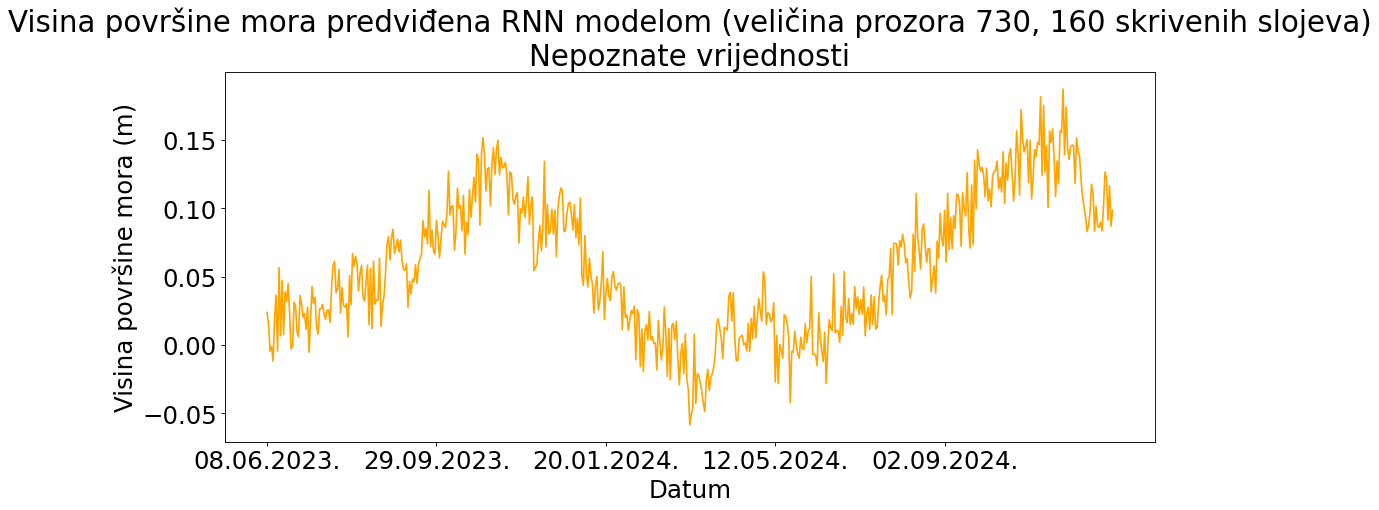 Visina površine mora predviđena RNN modelom (veličina prozora 730, 160 skrivenih slojeva)
Nepoznate vrijednosti
Visina površine mora (m)
0.15
0.10
0.05
0.00
−0.05
08.06.2023.
29.09.2023.
20.01.2024.
12.05.2024.
02.09.2024.
Datum